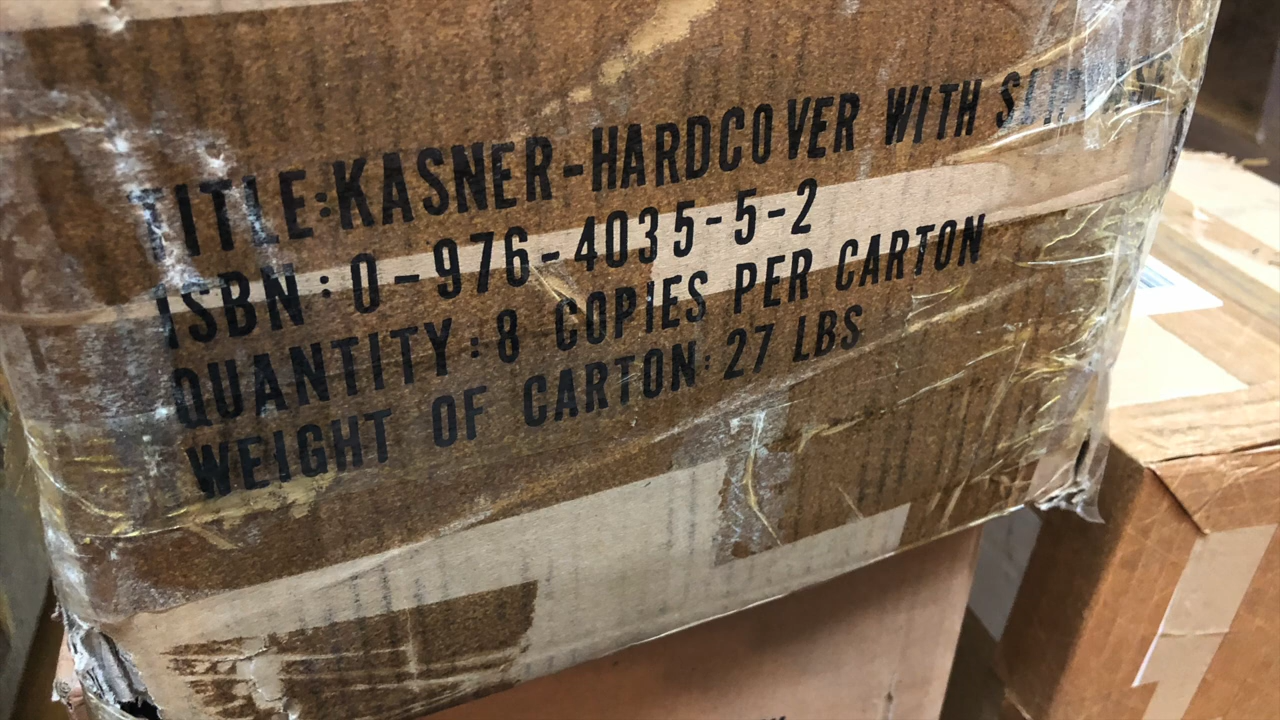 TITLE:KASNER-HARDCOVER WITH
ISBN:0-976-4035-5-2
QUANTITY:8 COPIES PER CARTON
WEIGHT OF CARTON:27 LBS